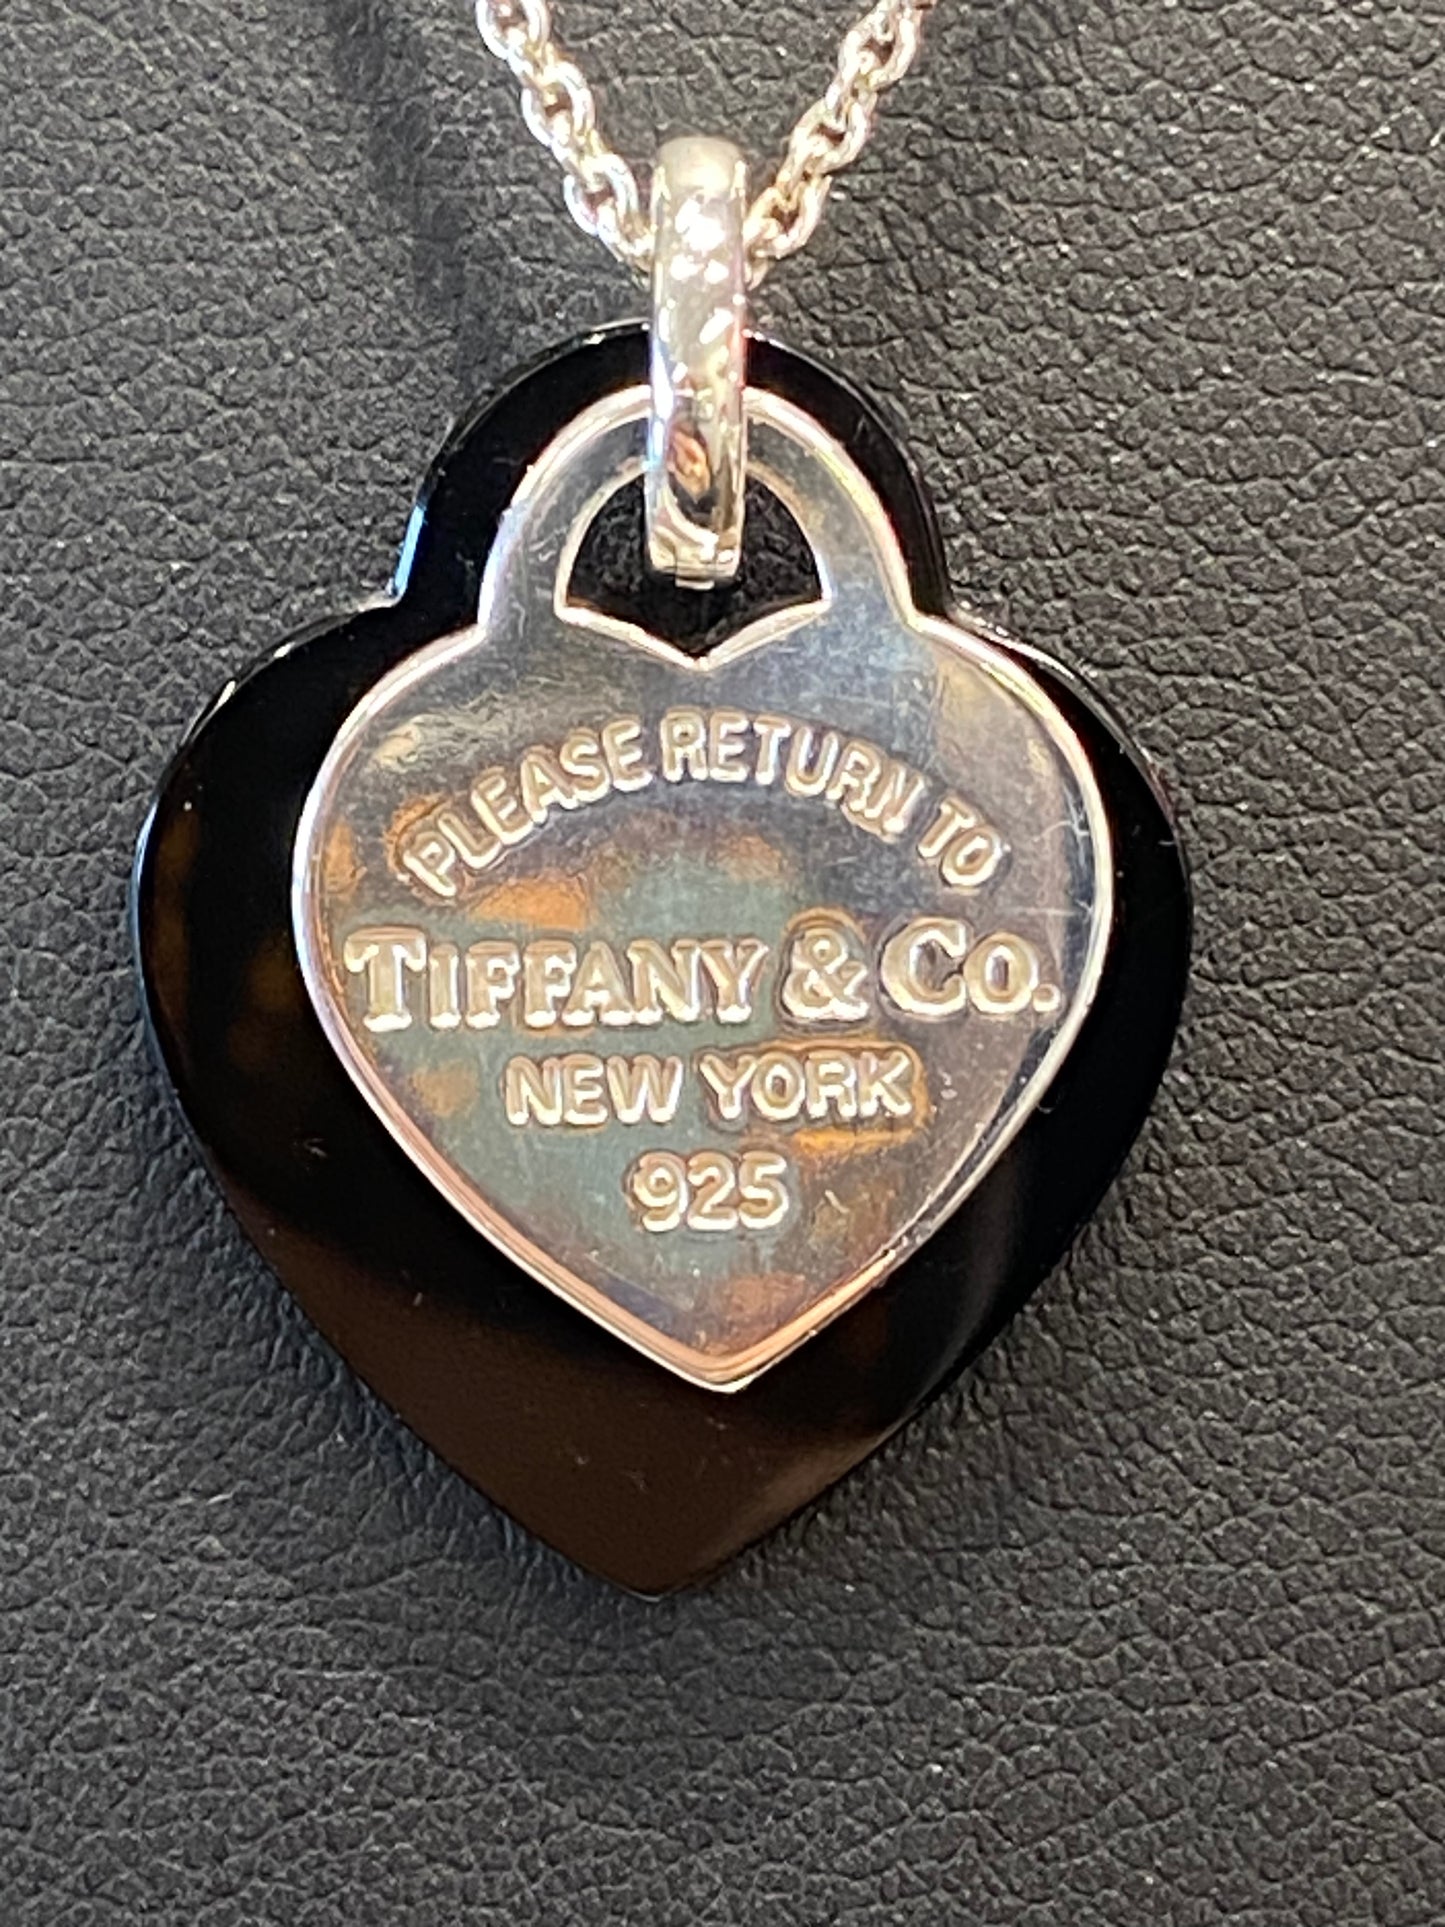 PLEASE RETURN TO
TIFFANY & CO.
NEW YORK
925